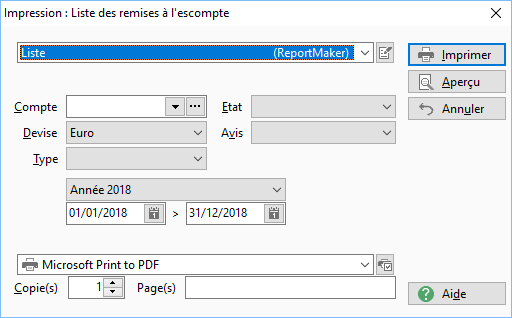 Impression : Liste des remises à l'escompte
Liste (ReportMaker)
Imprimer
Aperçu
Annuler
Compte Etat
Devise Euro Avis
Type
Année 2018
01/01/2018 > 31/12/2018
Microsoft Print to PDF
Copie(s) 1 Page(s)
Aide